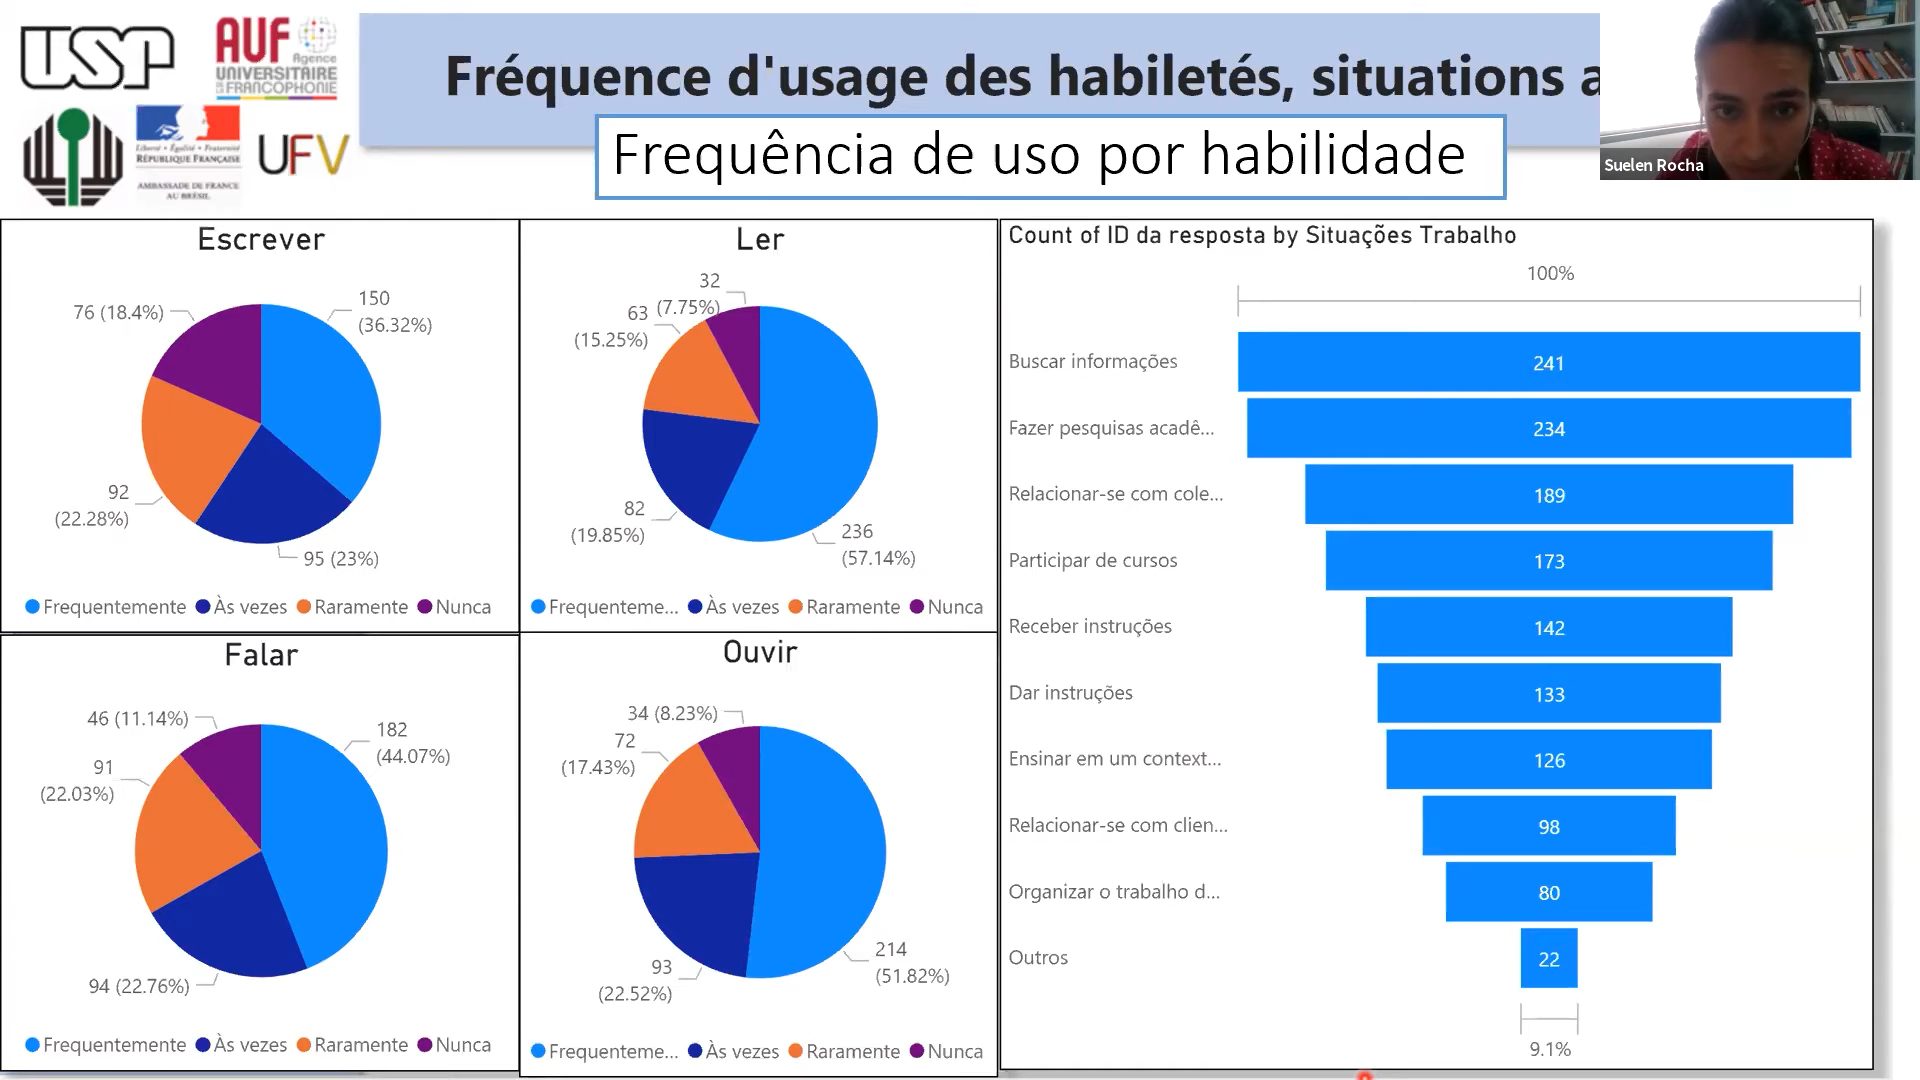 USP
AUF
Agence
UNIVERSITAIRE
DE LA FRANCOPHONIE
Liberté • Égalité • Fraternité
RÉPUBLIQUE FRANÇAISE
AMBASSADE DE FRANCE
AU BRÉSIL
UFV
Fréquence d'usage des habiletés, situations a
Frequência de uso por habilidade
Suelen Rocha
Escrever
76 (18.4%)
150
(36.32%)
92
(22.28%)
95 (23%)
Frequentemente Às vezes Raramente Nunca
Ler
32
(7.75%)
63
(15.25%)
82
(19.85%)
236
(57.14%)
Frequenteme... Às vezes Raramente Nunca
Falar
46 (11.14%)
182
(44.07%)
91
(22.03%)
94 (22.76%)
Frequentemente Às vezes Raramente Nunca
Ouvir
34 (8.23%)
72
(17.43%)
93
(22.52%)
214
(51.82%)
Frequenteme... Às vezes Raramente Nunca
Count of ID da resposta by Situações Trabalho
100%
Buscar informações 241
Fazer pesquisas acadê... 234
Relacionar-se com cole... 189
Participar de cursos 173
Receber instruções 142
Dar instruções 133
Ensinar em um context... 126
Relacionar-se com clien... 98
Organizar o trabalho d... 80
Outros 22
9.1%